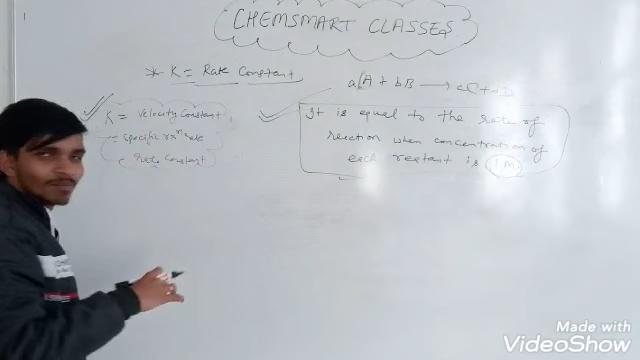 CHEMSMART CLASSES
* K = Rate Constant
aA + bB → cC + dD
K = Velocity Constant
= specific rxn rate
= Rate Constant
It is equal to the rate of
reaction when concentration of
each reactant is 1 M.
Made with
VideoShow